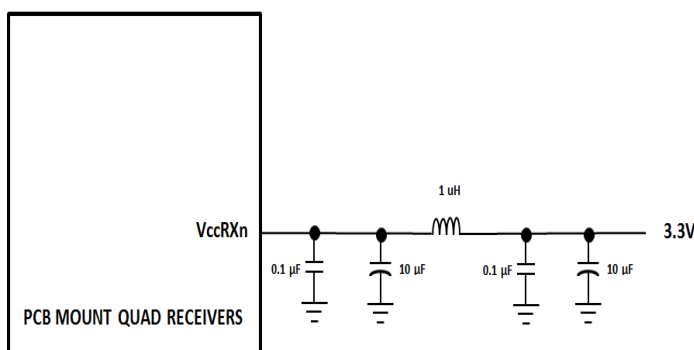 1 uH
VccRXn
3.3V
0.1 µF
10 µF
0.1 µF
10 µF
PCB MOUNT QUAD RECEIVERS